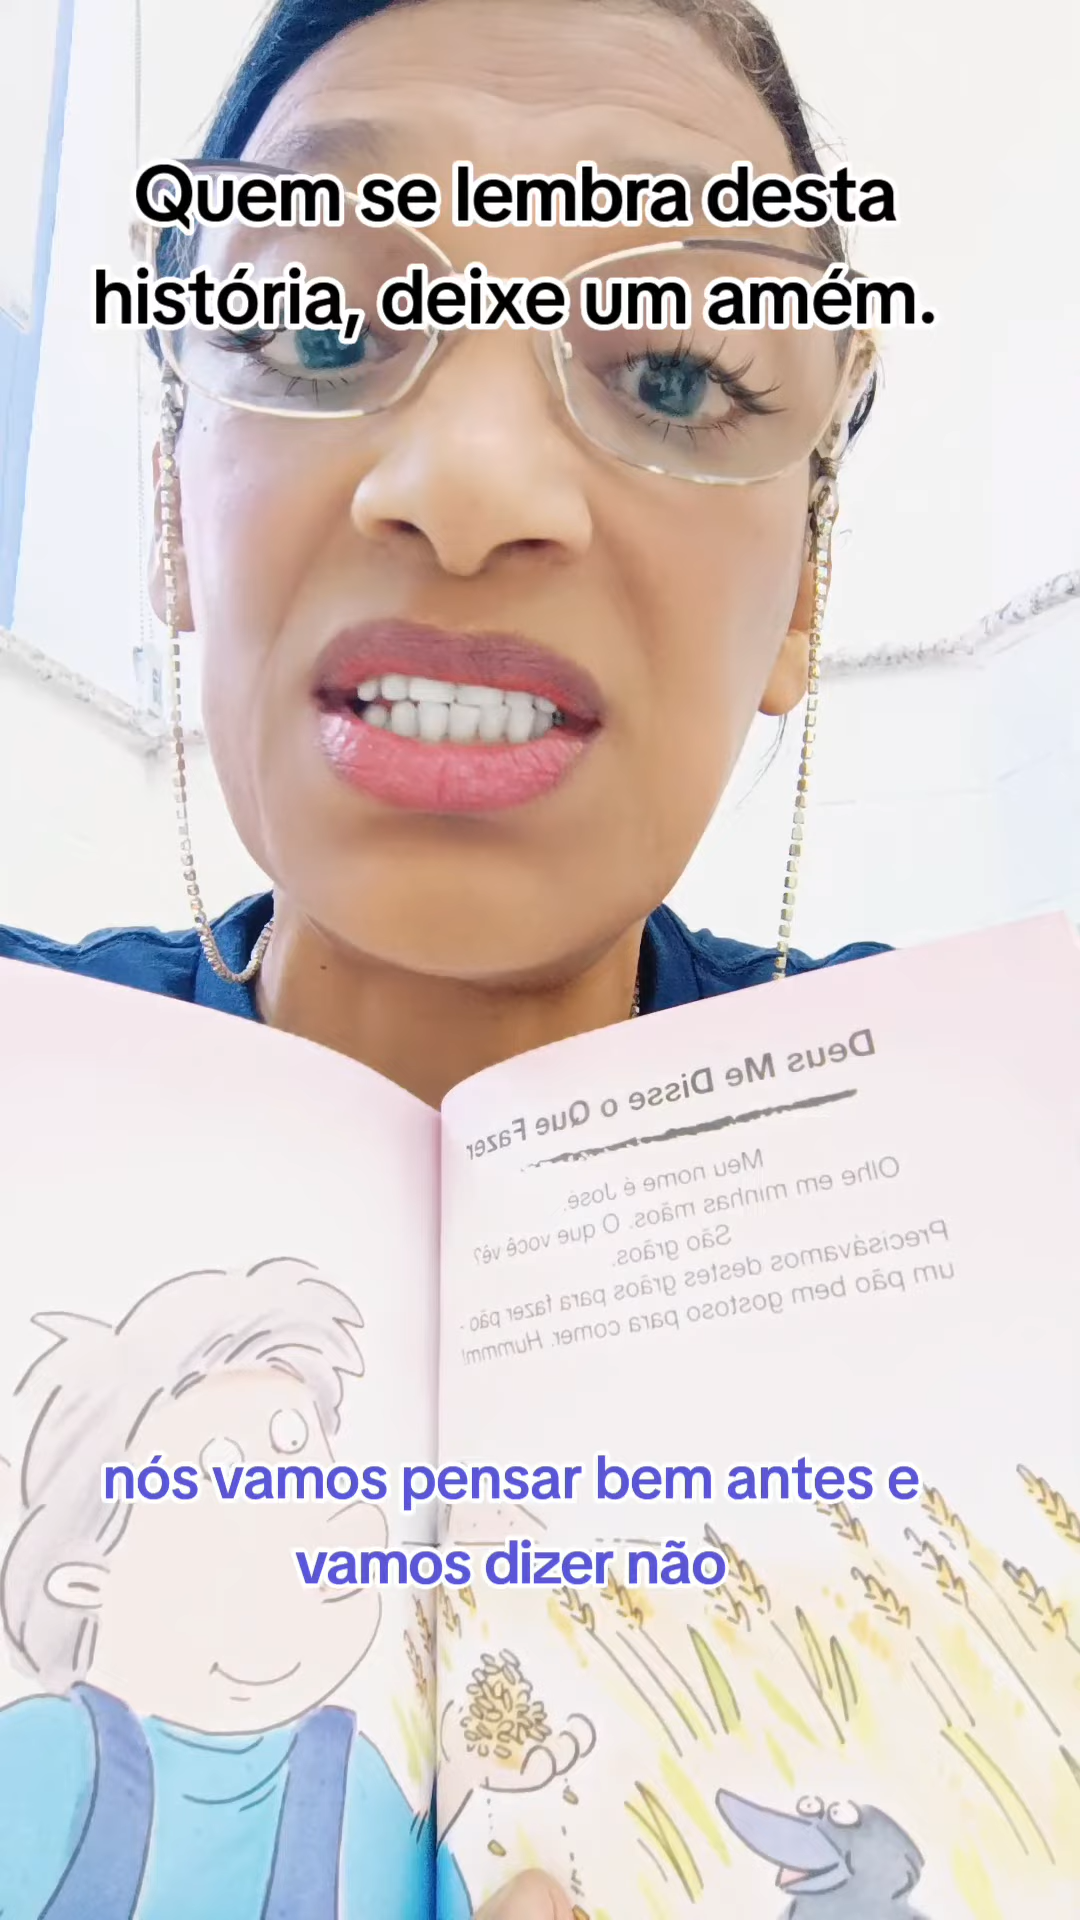 Quem se lembra desta
história, deixe um amém.
Deus Me Disse o Que Fazer
Meu nome é José.
Olhe em minhas mãos. O que você vê?
São grãos.
Precisávamos destes grãos para fazer pão -
um pão bem gostoso para comer. Hummm!
nós vamos pensar bem antes e
vamos dizer não